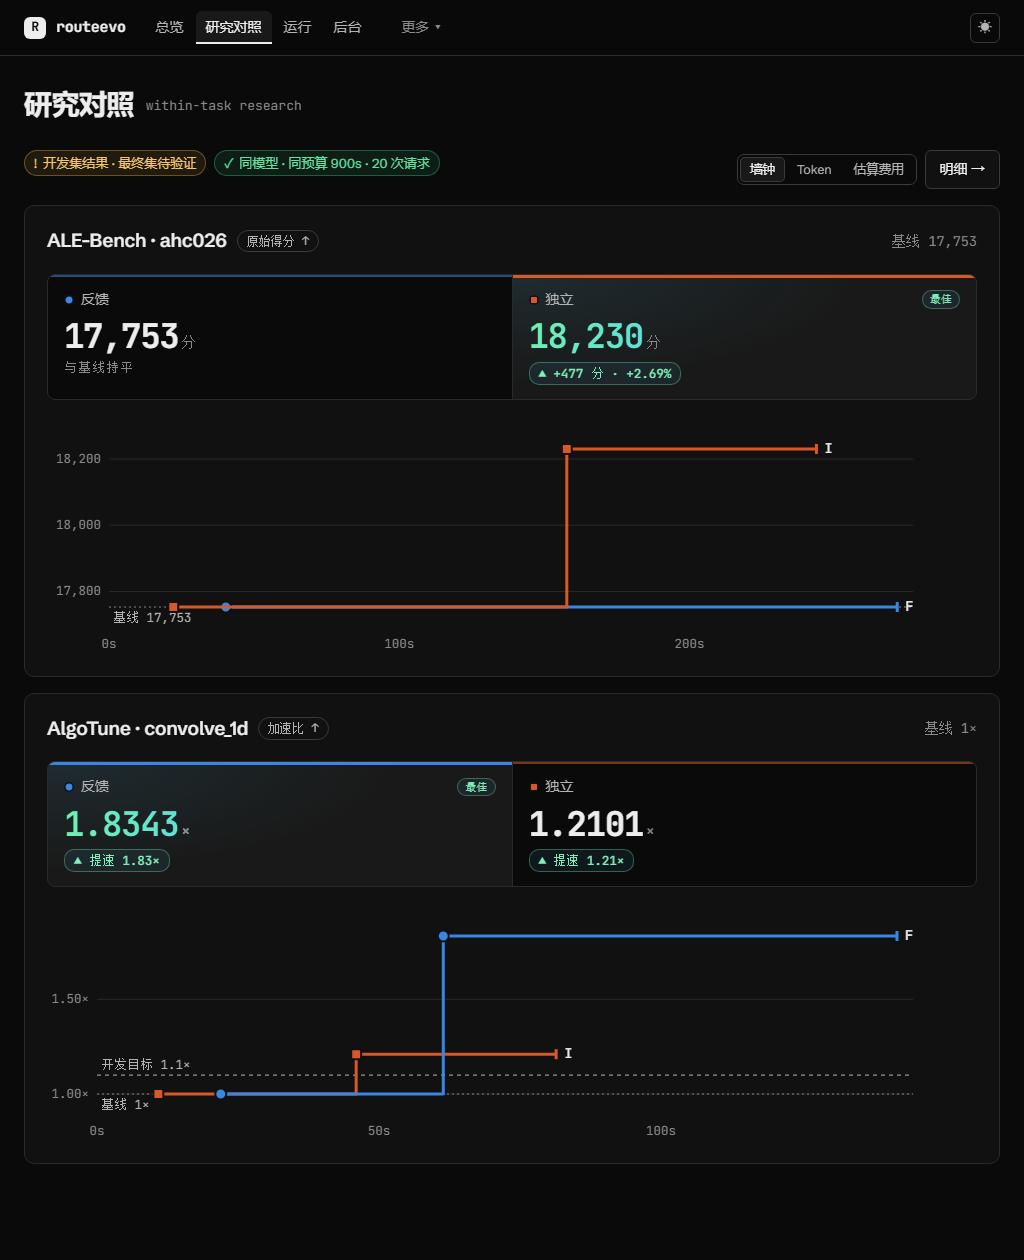 R routeevo 总览 研究对照 运行 后台 更多 ▾
研究对照 within-task research
! 开发集结果 · 最终集待验证 ✓ 同模型 · 同预算 900s · 20 次请求
墙钟 Token 估算费用 明细 →
ALE-Bench · ahc026 原始得分 ↑ 基线 17,753
反馈
17,753 分
与基线持平
独立 最佳
18,230 分
▲ +477 分 · +2.69%
18,200
18,000
17,800
基线 17,753
I
F
0s 100s 200s
AlgoTune · convolve_1d 加速比 ↑ 基线 1×
反馈 最佳
1.8343 ×
▲ 提速 1.83×
独立
1.2101 ×
▲ 提速 1.21×
F
1.50×
I
开发目标 1.1×
1.00×
基线 1×
0s 50s 100s